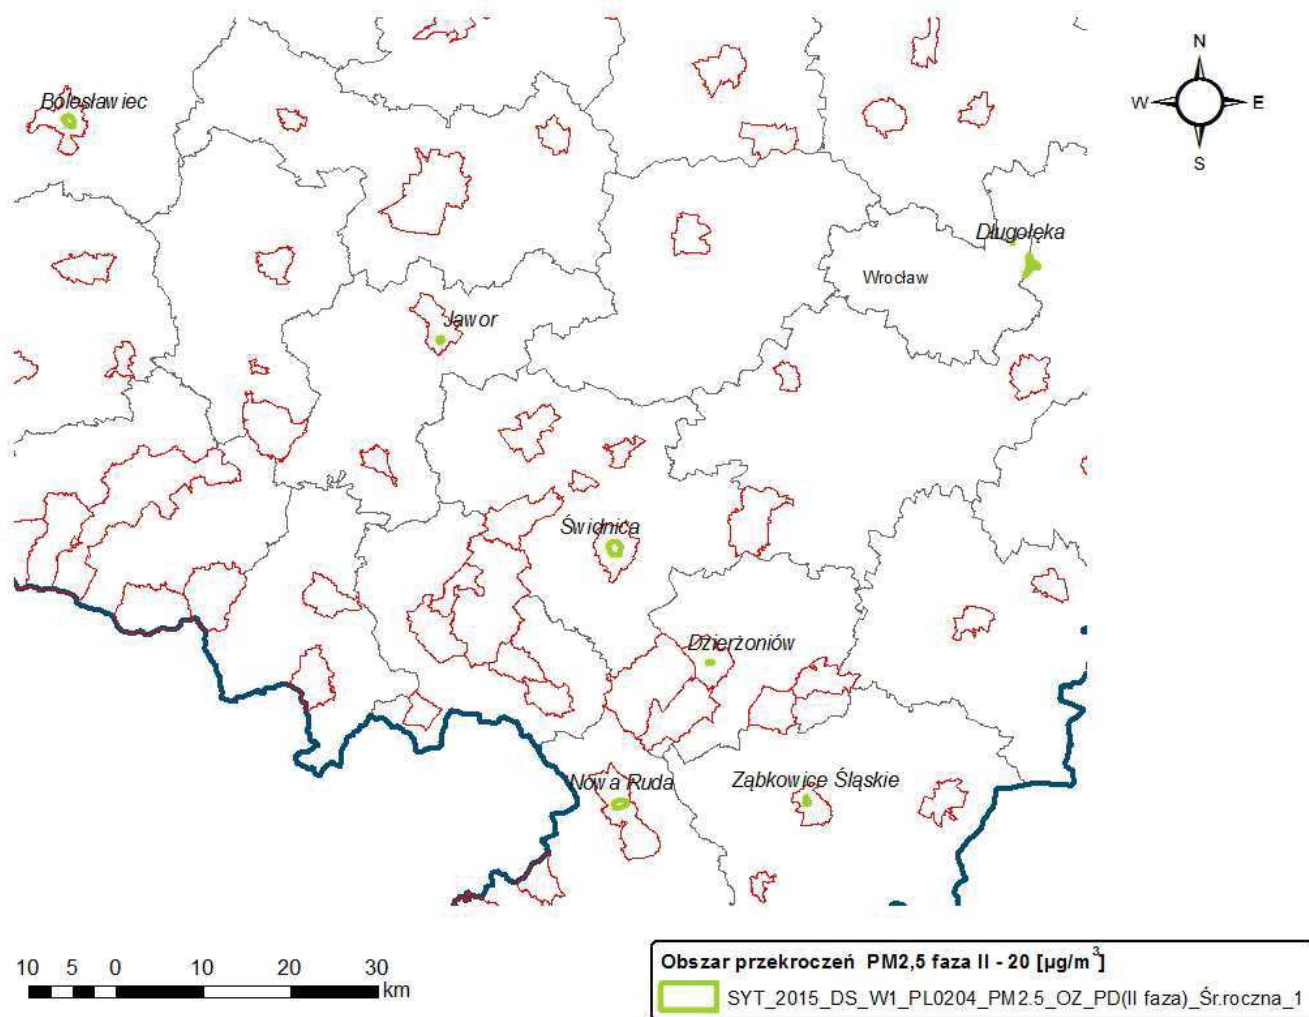 N
W E
S
Bolesławiec
Długołęka
Wrocław
Jawor
Świdnica
Dzierżoniów
Nowa Ruda
Ząbkowice Śląskie
10 5 0 10 20 30
km
Obszar przekroczeń PM2,5 faza II - 20 [µg/m³]
SYT_2015_DS_W1_PL0204_PM2.5_OZ_PD(II faza)_Śr.roczna_1